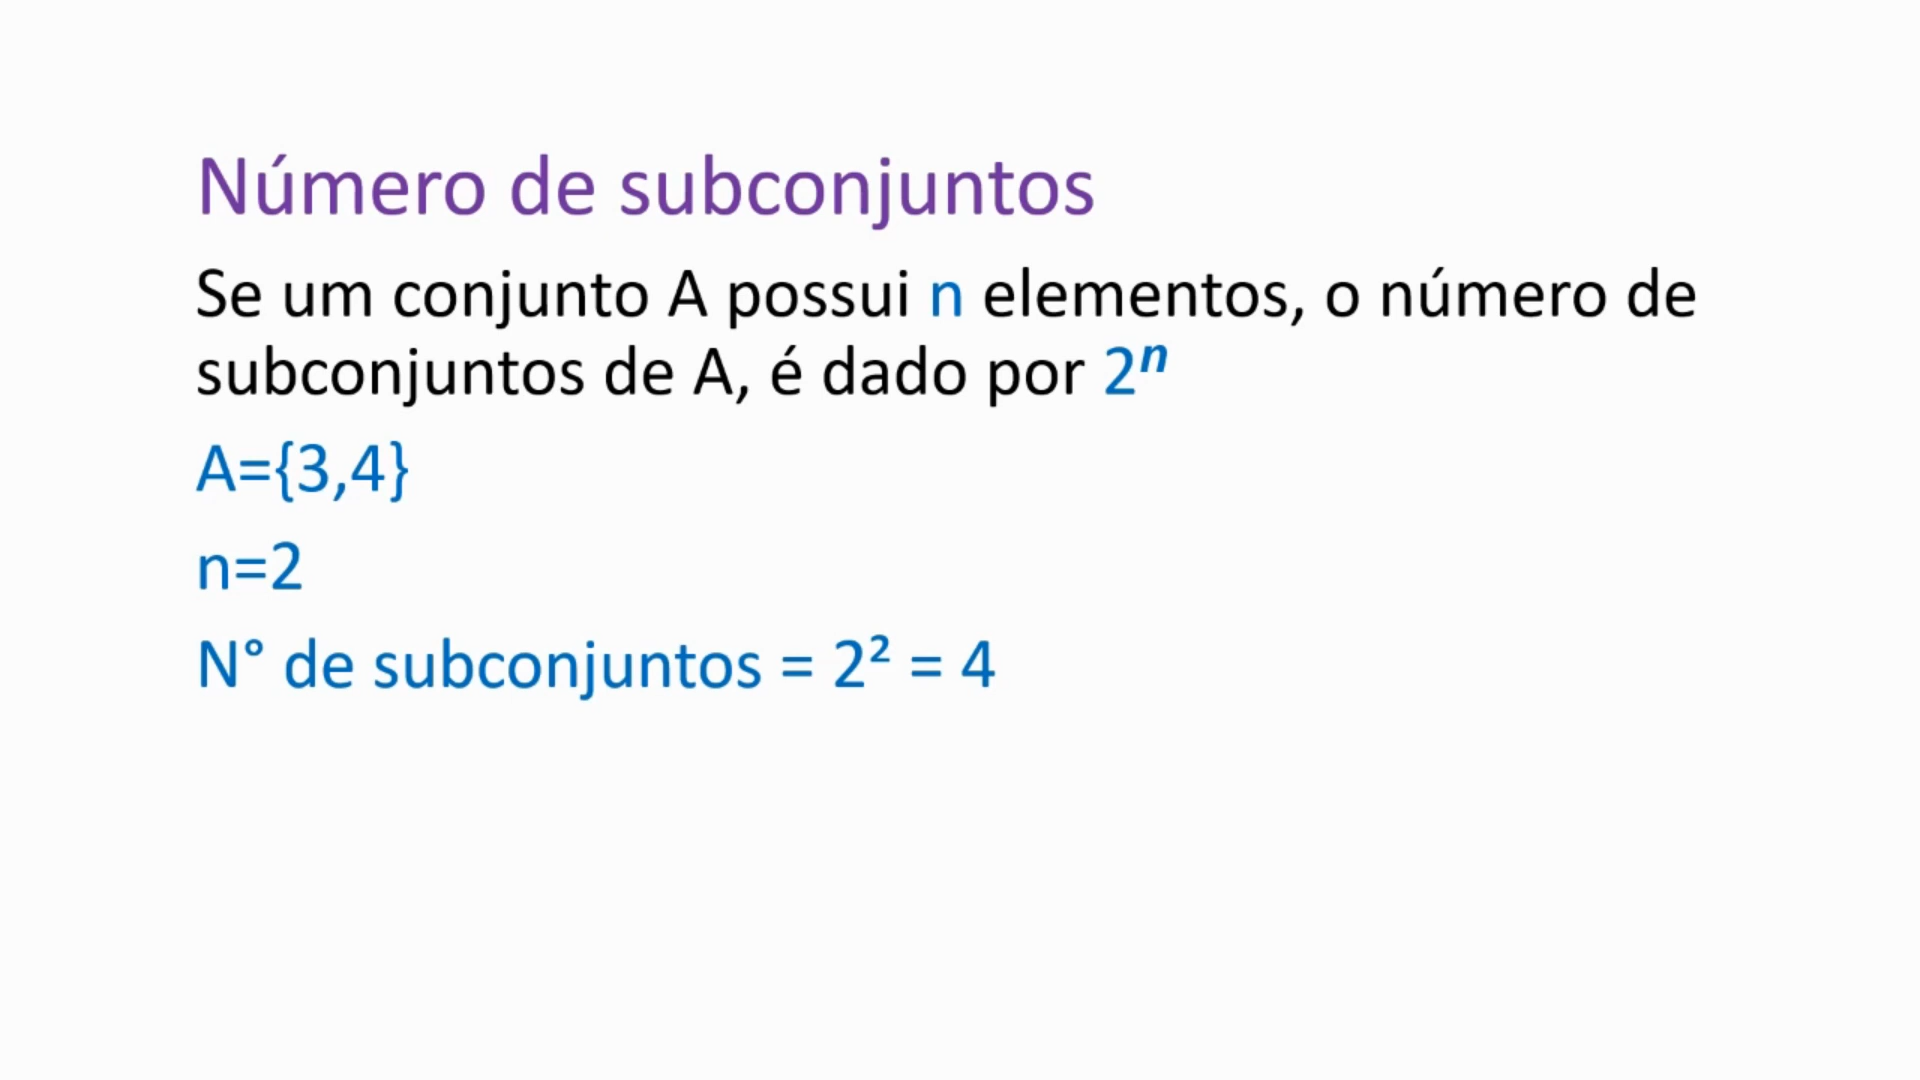 Número de subconjuntos
Se um conjunto A possui n elementos, o número de
subconjuntos de A, é dado por 2ⁿ
A={3,4}
n=2
N° de subconjuntos = 2² = 4